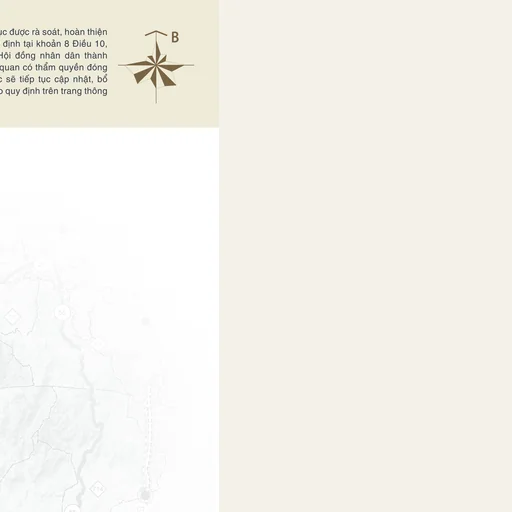 ục được rà soát, hoàn thiện
định tại khoản 8 Điều 10,
Hội đồng nhân dân thành
quan có thẩm quyền đóng
c sẽ tiếp tục cập nhật, bổ
o quy định trên trang thông
B